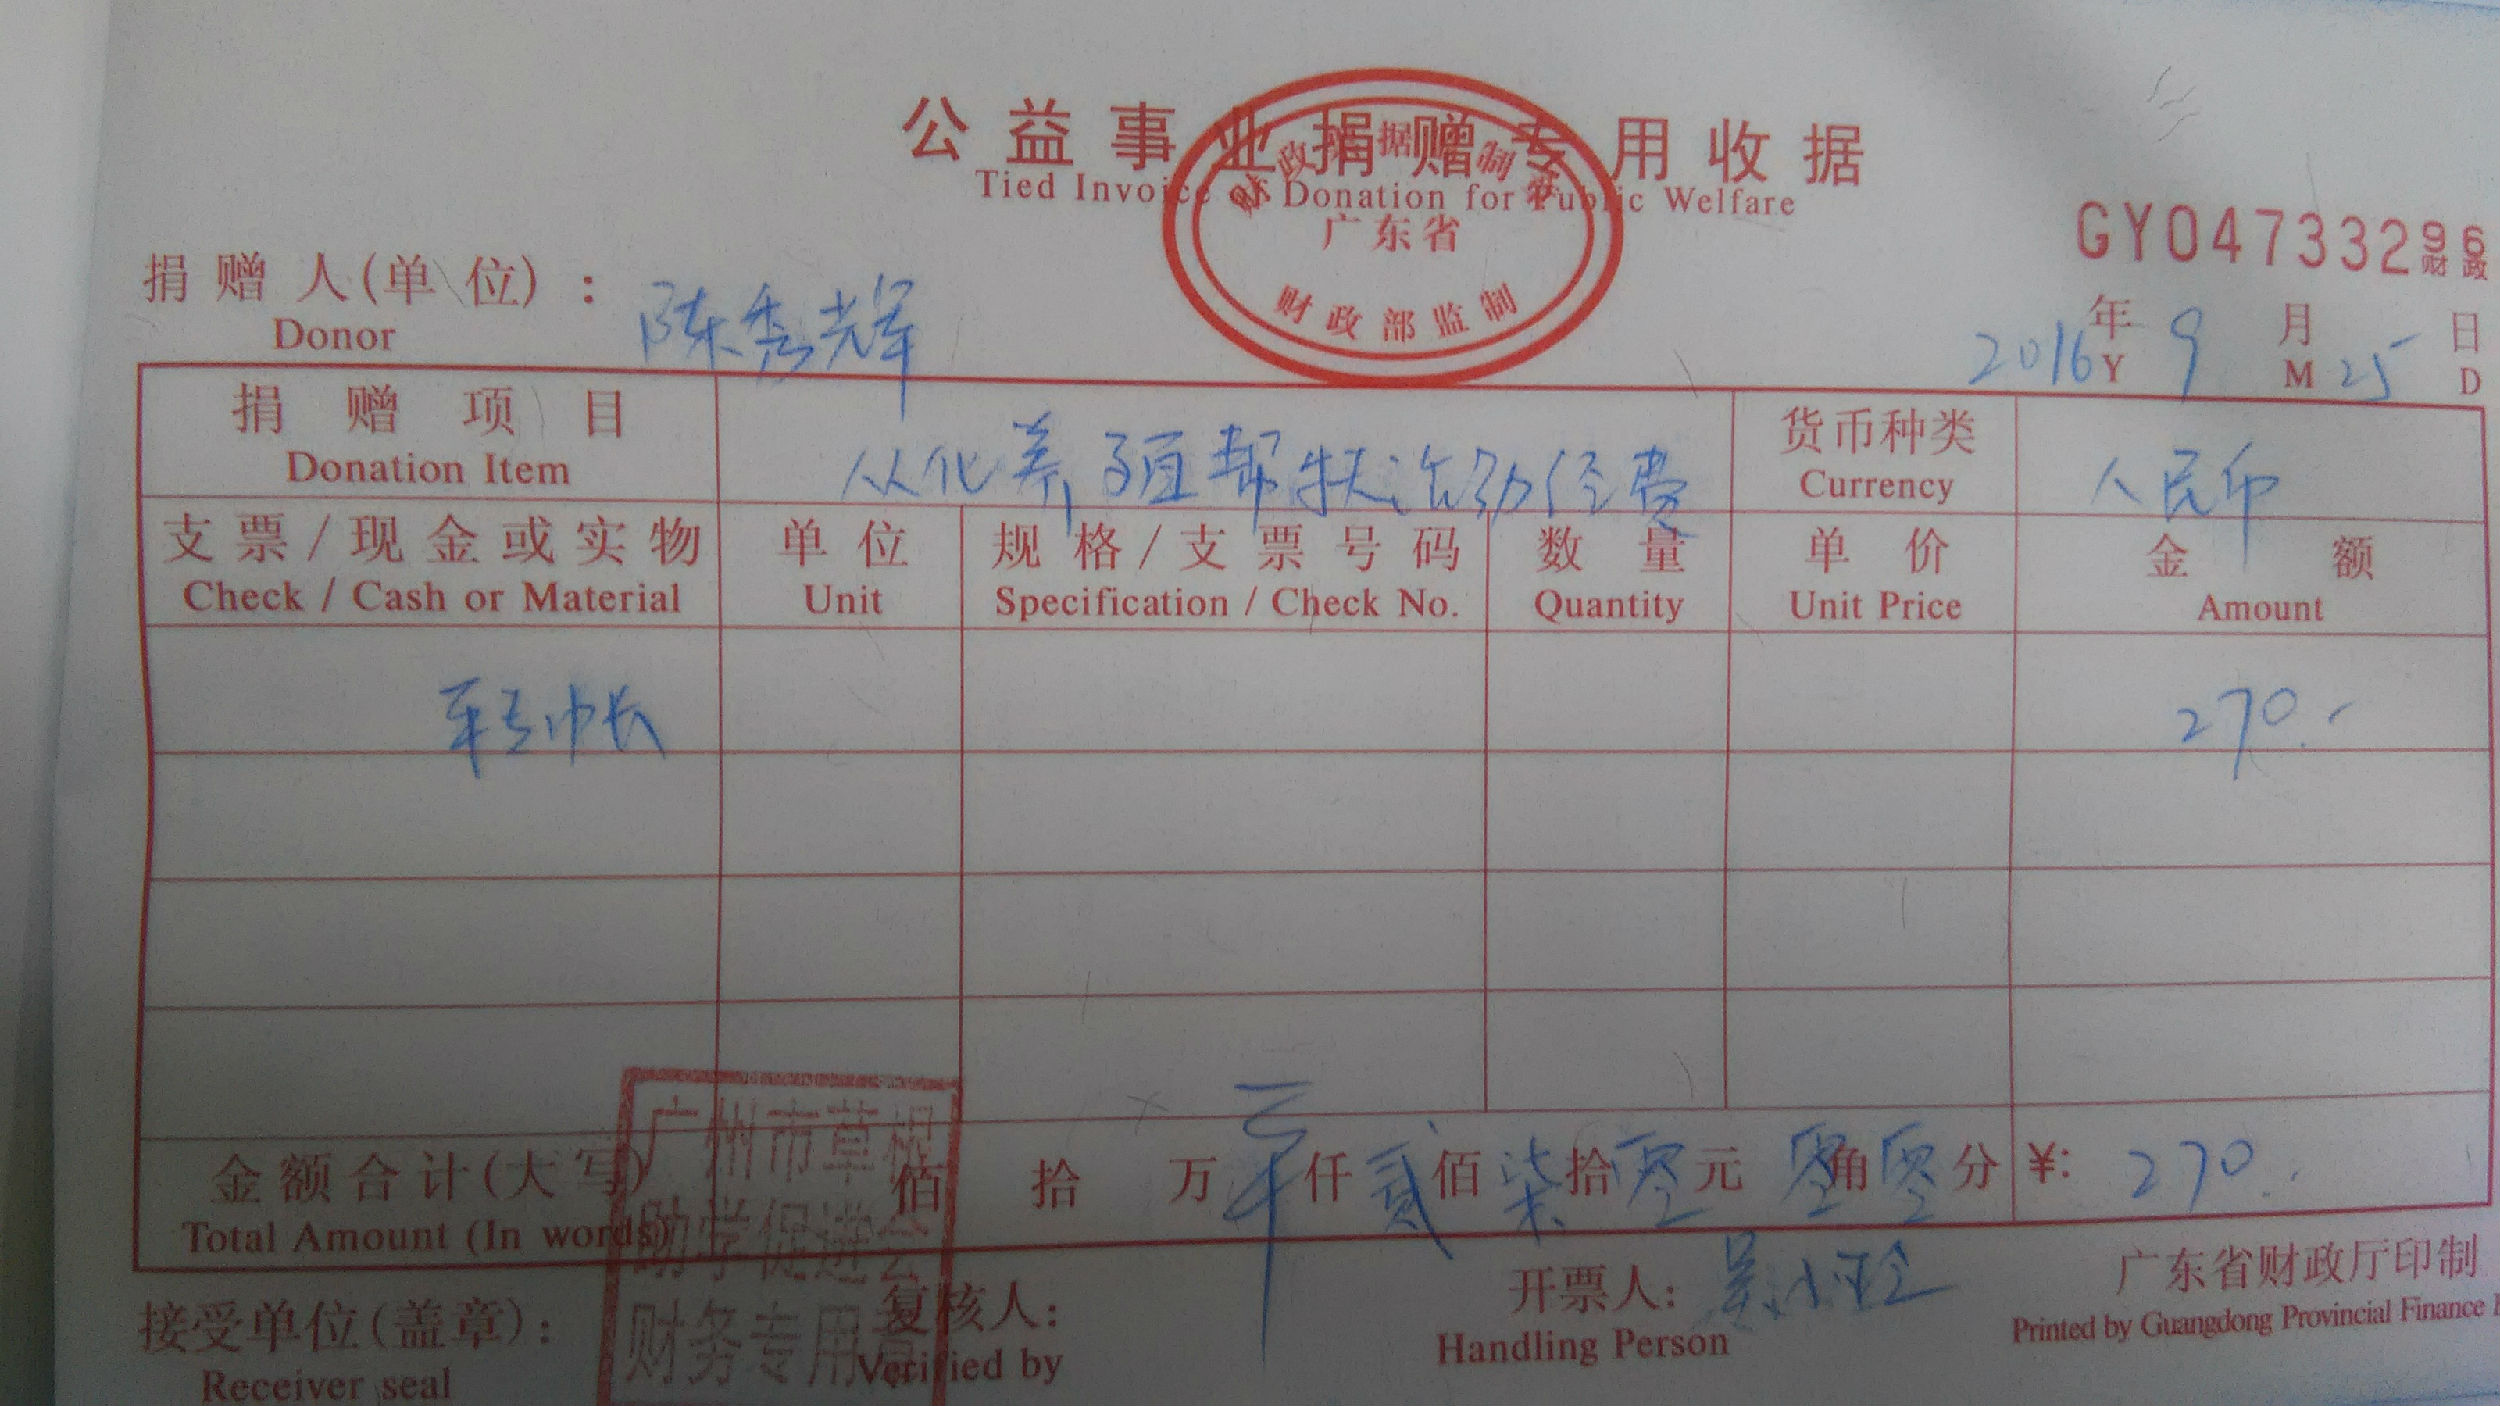 公益事业捐赠专用收据
Tied Invoice of Donation for Public Welfare
广东省
财政部监制
GY04733296
财政
捐赠人(单位): 陈秀辉
Donor
2016 年 9 月 25 日
Y M D
捐赠项目 从化养殖帮扶活动经费 货币种类 人民币
Donation Item Currency
支票/现金或实物 单位 规格/支票号码 数量 单价 金额
Check / Cash or Material Unit Specification / Check No. Quantity Unit Price Amount
转帐 270.-
金额合计(大写) 佰 拾 万 仟 贰 佰 柒 拾 零 元 零 角 零 分 ¥: 270.
Total Amount (In words)
广州市草根
助学促进会
财务专用章
接受单位(盖章): 复核人: 开票人: 吴小玲 广东省财政厅印制
Receiver seal Verified by Handling Person Printed by Guangdong Provincial Finance